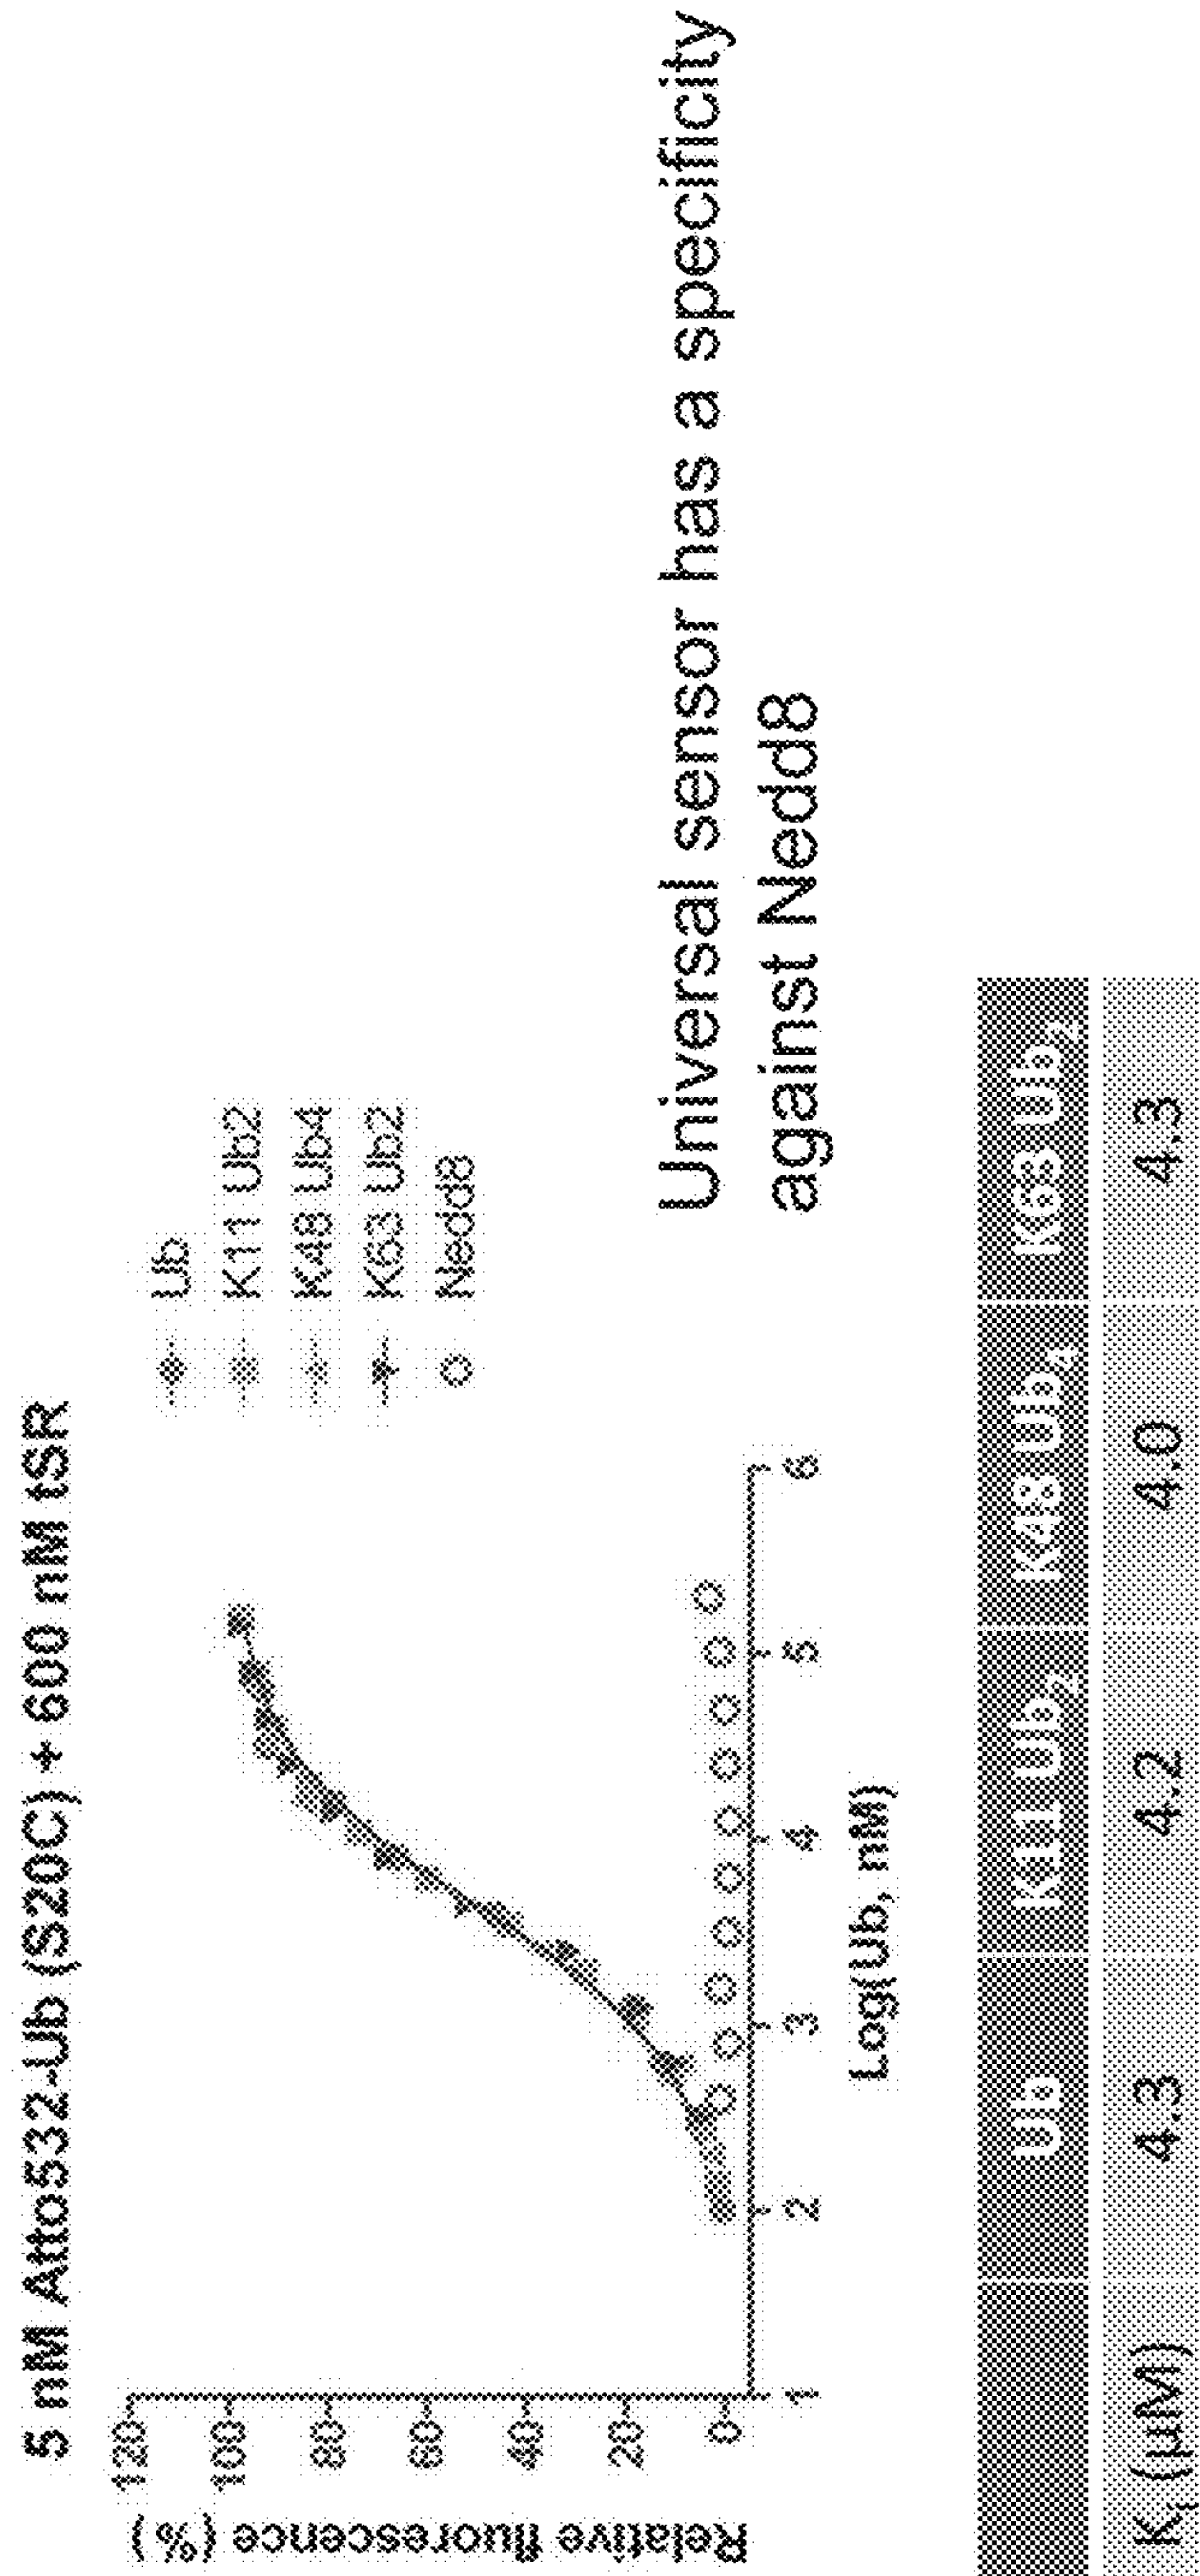 5 nM Atto532-Ub (S20C) + 600 nM tSR
Relative fluorescence (%)
120
100
80
60
40
20
0
1 2 3 4 5 6
Log(Ub, nM)
Ub
K11 Ub2
K48 Ub4
K63 Ub2
Nedd8
Universal sensor has a specificity
against Nedd8
Ub K11 Ub₂ K48 Ub₄ K63 Ub₂
K₁ (μM) 4.3 4.2 4.0 4.3